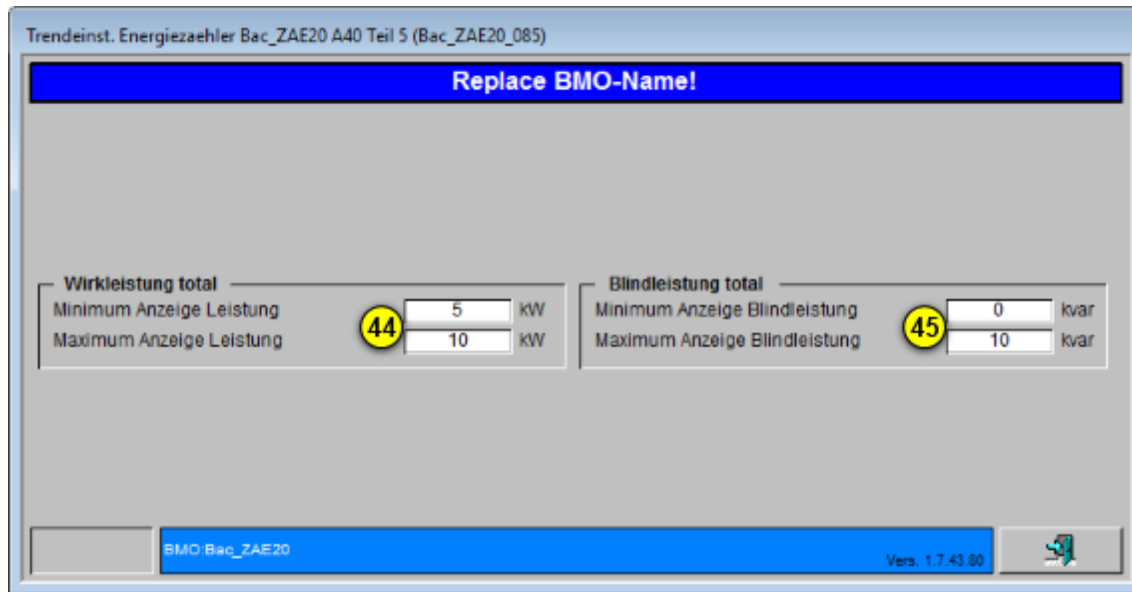 Trendeinst. Energiezaehler Bac_ZAE20 A40 Teil 5 (Bac_ZAE20_085)
Replace BMO-Name!
Wirkleistung total
Minimum Anzeige Leistung 44 5 kW
Maximum Anzeige Leistung 10 kW
Blindleistung total
Minimum Anzeige Blindleistung 45 0 kvar
Maximum Anzeige Blindleistung 10 kvar
BMO:Bac_ZAE20
Vers. 1.7.43.80